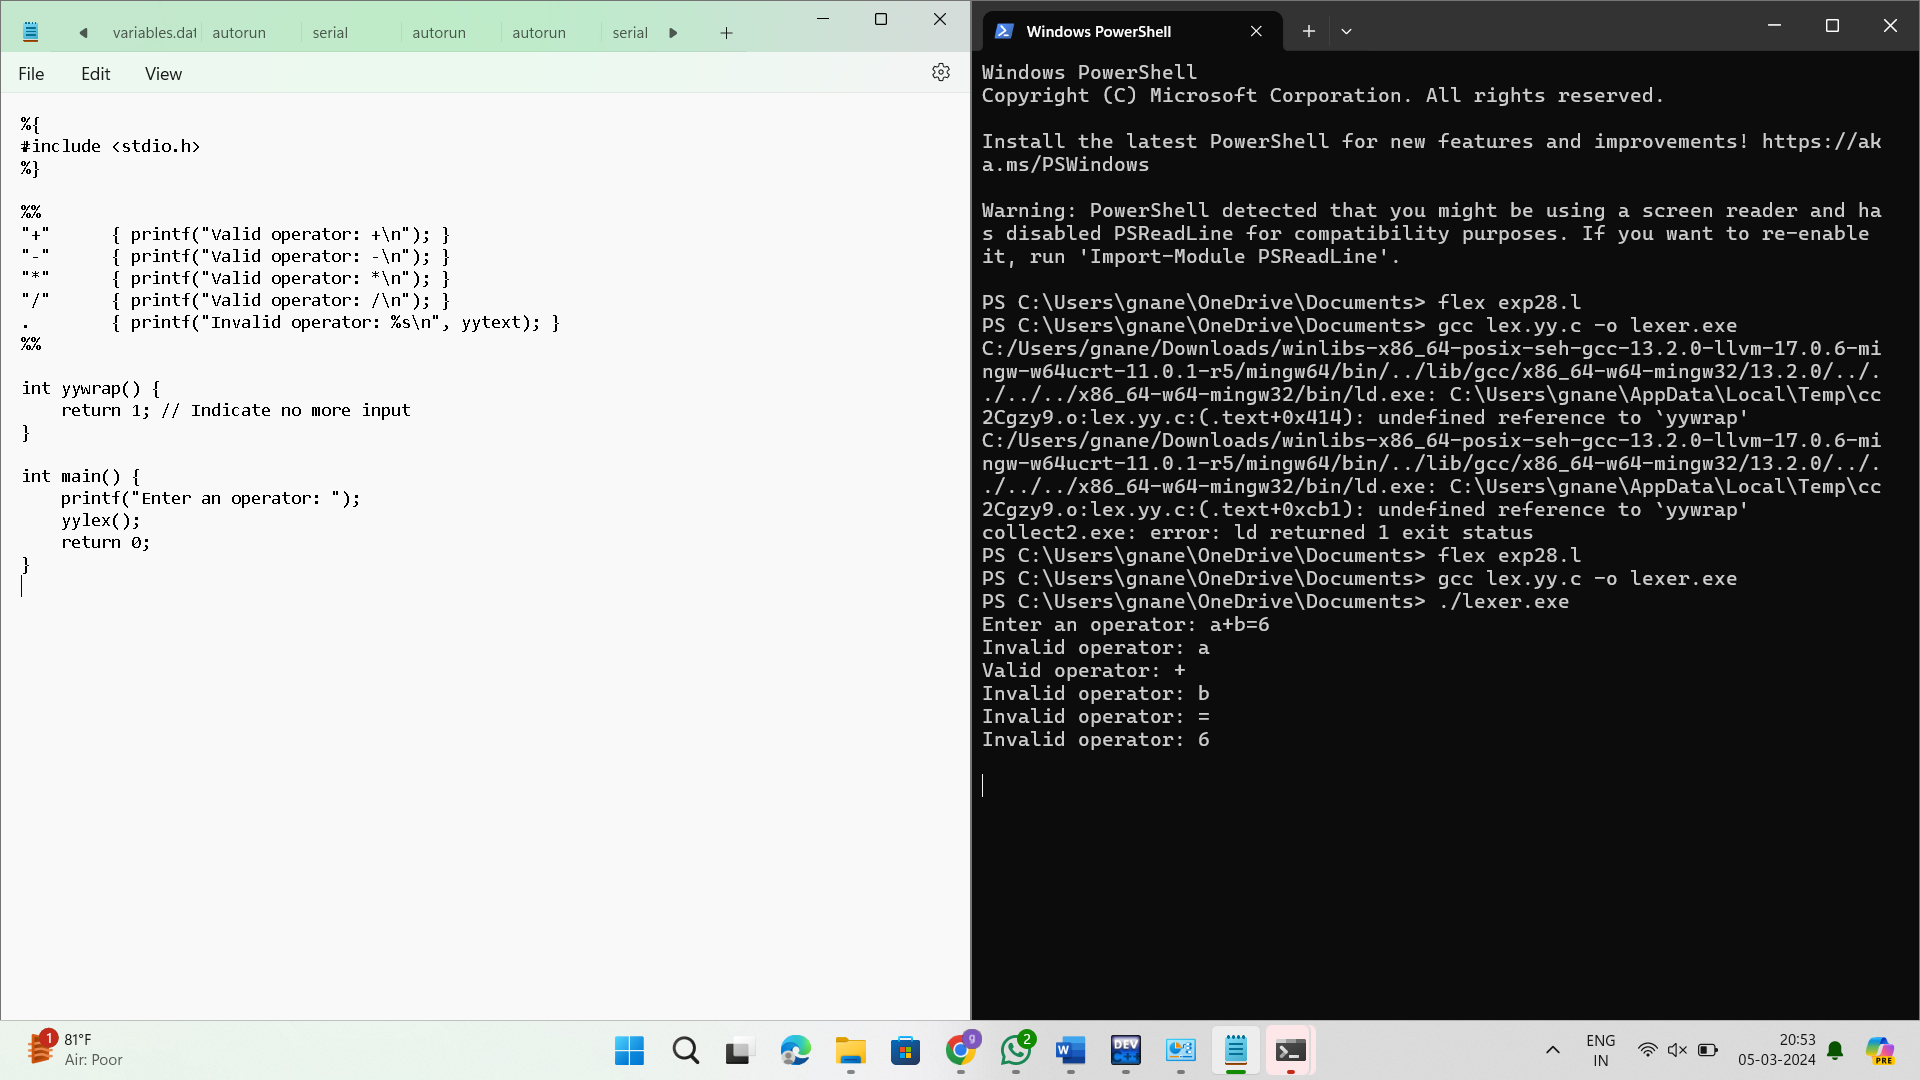 variables.dat autorun serial autorun autorun serial
File Edit View
%{
#include <stdio.h>
%}
%%
"+" { printf("Valid operator: +\n"); }
"-" { printf("Valid operator: -\n"); }
"*" { printf("Valid operator: *\n"); }
"/" { printf("Valid operator: /\n"); }
. { printf("Invalid operator: %s\n", yytext); }
%%
int yywrap() {
return 1; // Indicate no more input
}
int main() {
printf("Enter an operator: ");
yylex();
return 0;
}
Windows PowerShell
Windows PowerShell
Copyright (C) Microsoft Corporation. All rights reserved.
Install the latest PowerShell for new features and improvements! https://ak
a.ms/PSWindows
Warning: PowerShell detected that you might be using a screen reader and ha
s disabled PSReadLine for compatibility purposes. If you want to re-enable
it, run 'Import-Module PSReadLine'.
PS C:\Users\gnane\OneDrive\Documents> flex exp28.l
PS C:\Users\gnane\OneDrive\Documents> gcc lex.yy.c -o lexer.exe
C:/Users/gnane/Downloads/winlibs-x86_64-posix-seh-gcc-13.2.0-llvm-17.0.6-mi
ngw-w64ucrt-11.0.1-r5/mingw64/bin/../lib/gcc/x86_64-w64-mingw32/13.2.0/../.
./../../x86_64-w64-mingw32/bin/ld.exe: C:\Users\gnane\AppData\Local\Temp\cc
2Cgzy9.o:lex.yy.c:(.text+0x414): undefined reference to `yywrap'
C:/Users/gnane/Downloads/winlibs-x86_64-posix-seh-gcc-13.2.0-llvm-17.0.6-mi
ngw-w64ucrt-11.0.1-r5/mingw64/bin/../lib/gcc/x86_64-w64-mingw32/13.2.0/../.
./../../x86_64-w64-mingw32/bin/ld.exe: C:\Users\gnane\AppData\Local\Temp\cc
2Cgzy9.o:lex.yy.c:(.text+0xcb1): undefined reference to `yywrap'
collect2.exe: error: ld returned 1 exit status
PS C:\Users\gnane\OneDrive\Documents> flex exp28.l
PS C:\Users\gnane\OneDrive\Documents> gcc lex.yy.c -o lexer.exe
PS C:\Users\gnane\OneDrive\Documents> ./lexer.exe
Enter an operator: a+b=6
Invalid operator: a
Valid operator: +
Invalid operator: b
Invalid operator: =
Invalid operator: 6
1
81°F
Air: Poor
g
2
W
DEV
C++
ENG
IN
20:53
05-03-2024
PRE